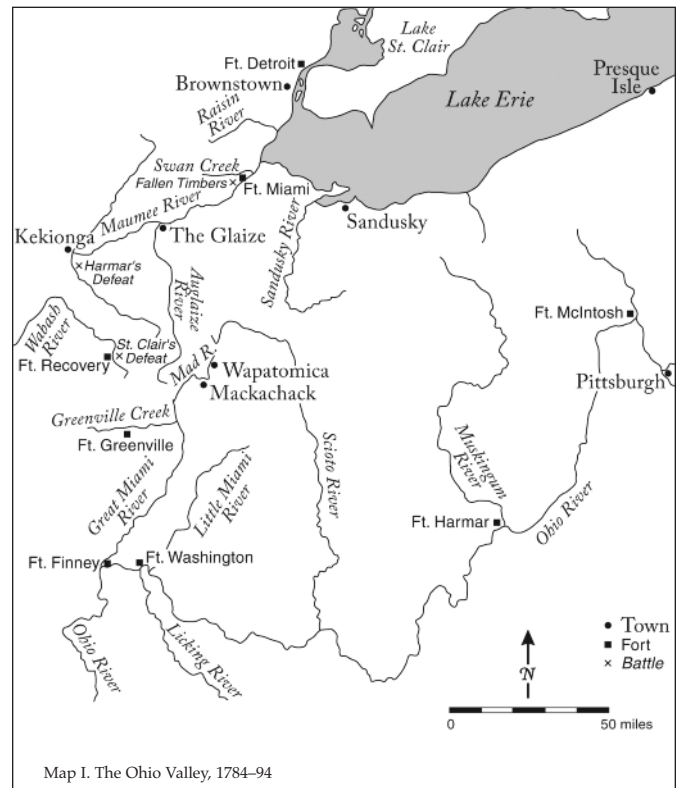 Lake
St. Clair
Ft. Detroit
Brownstown
Presque
Isle
Lake Erie
Raisin
River
Swan Creek
Fallen Timbers
Ft. Miami
Maumee River
Sandusky
Kekionga
The Glaize
Sandusky River
Harmar's
Defeat
Auglaize
River
Wabash
River
Ft. McIntosh
St. Clair's
Defeat
Ft. Recovery
Mad R.
Wapatomica
Pittsburgh
Mackachack
Greenville Creek
Ft. Greenville
Scioto River
Muskingum
River
Great Miami
River
Little Miami
River
Ohio River
Ft. Harmar
Ft. Finney
Ft. Washington
Ohio River
Licking River
Town
Fort
Battle
N
0 50 miles
Map I. The Ohio Valley, 1784–94